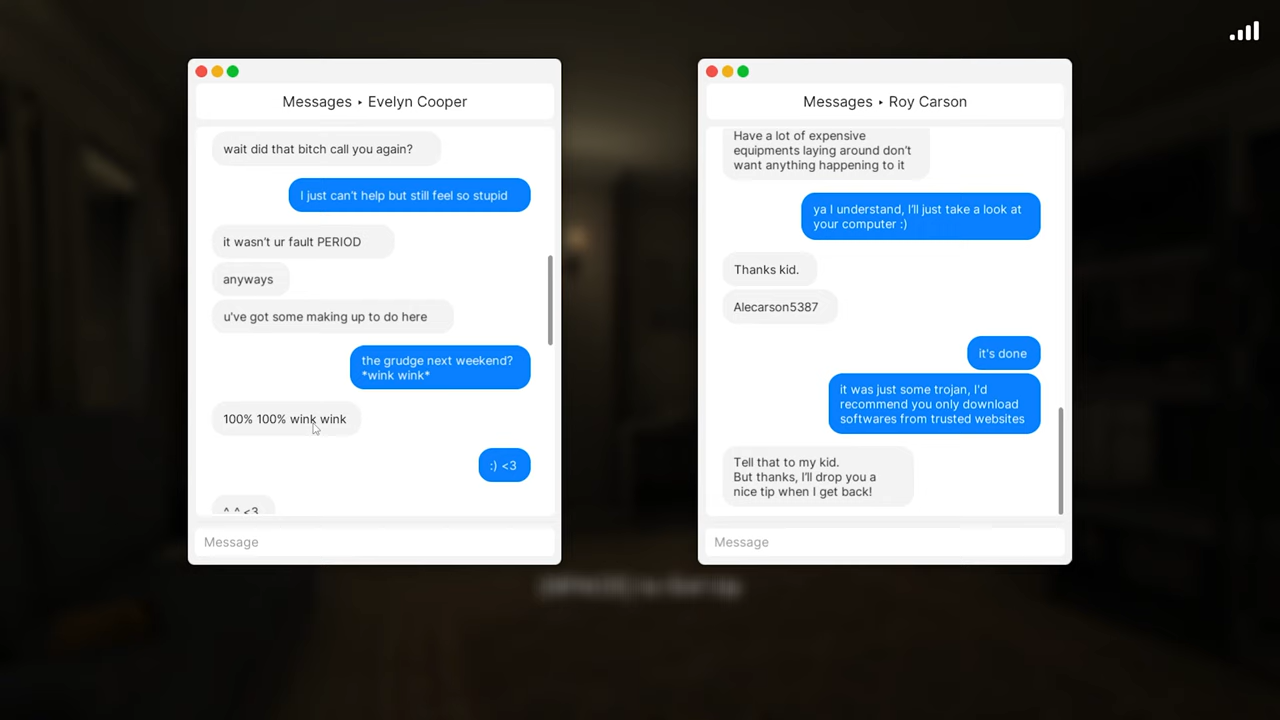 Messages ▸ Evelyn Cooper
wait did that bitch call you again?
I just can't help but still feel so stupid
it wasn't ur fault PERIOD
anyways
u've got some making up to do here
the grudge next weekend?
*wink wink*
100% 100% wink wink
:) <3
^ ^ <3
Message
Messages ▸ Roy Carson
Have a lot of expensive
equipments laying around don't
want anything happening to it
ya I understand, I'll just take a look at
your computer :)
Thanks kid.
Alecarson5387
it's done
it was just some trojan, I'd
recommend you only download
softwares from trusted websites
Tell that to my kid.
But thanks, I'll drop you a
nice tip when I get back!
Message